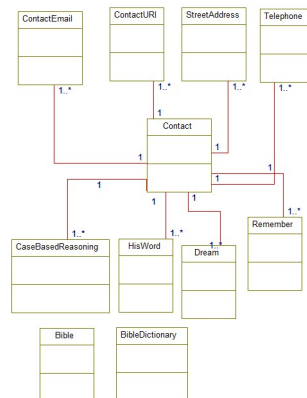 ContactEmail
ContactURI
StreetAddress
Telephone
1..*
1..*
1..*
1..*
Contact
1
1
1
1
1
1
1
1
1..*
1..*
1..*
1..*
CaseBasedReasoning
HisWord
Dream
Remember
Bible
BibleDictionary